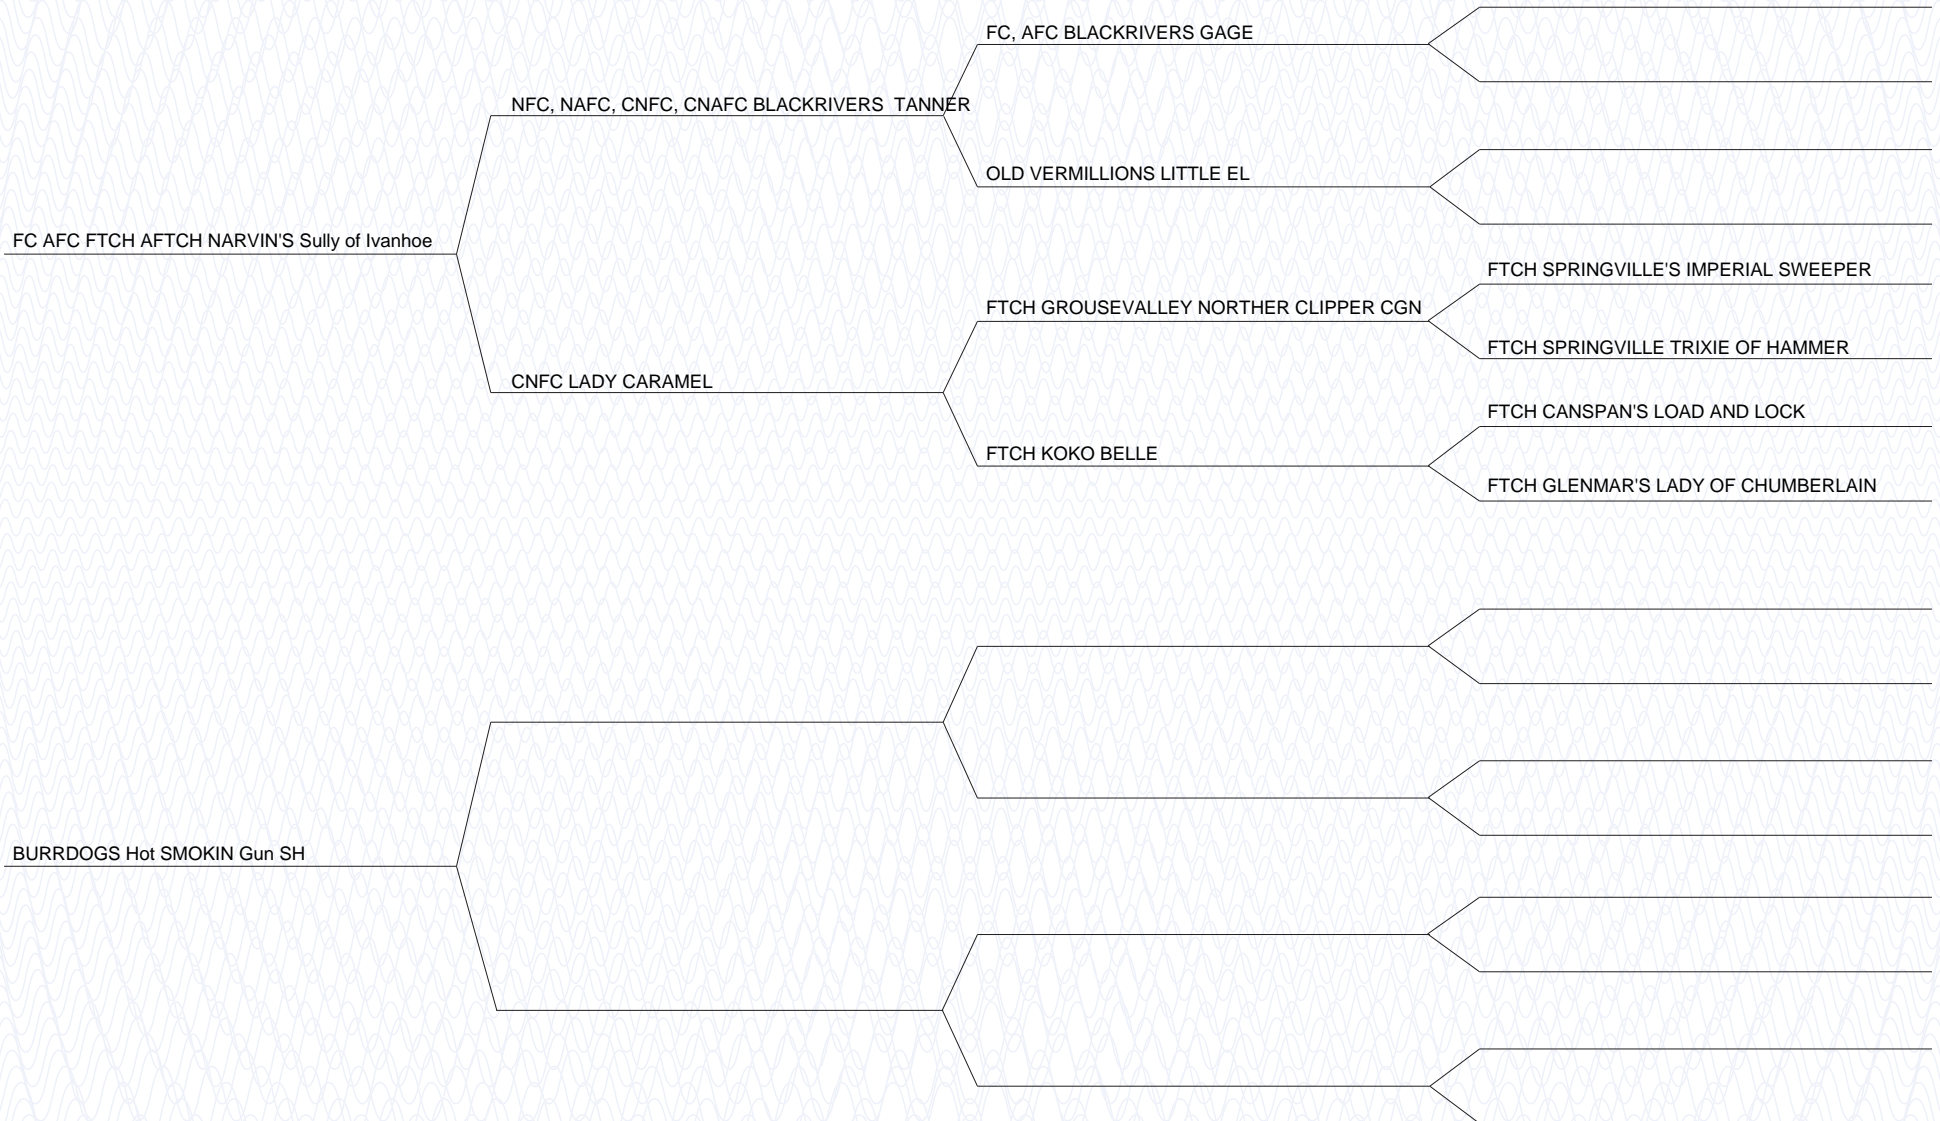 FC, AFC BLACKRIVERS GAGE
NFC, NAFC, CNFC, CNAFC BLACKRIVERS  TANNER
OLD VERMILLIONS LITTLE EL
FC AFC FTCH AFTCH NARVIN'S Sully of Ivanhoe
FTCH SPRINGVILLE'S IMPERIAL SWEEPER
FTCH GROUSEVALLEY NORTHER CLIPPER CGN
FTCH SPRINGVILLE TRIXIE OF HAMMER
CNFC LADY CARAMEL
FTCH CANSPAN'S LOAD AND LOCK
FTCH KOKO BELLE
FTCH GLENMAR'S LADY OF CHUMBERLAIN
BURRDOGS Hot SMOKIN Gun SH